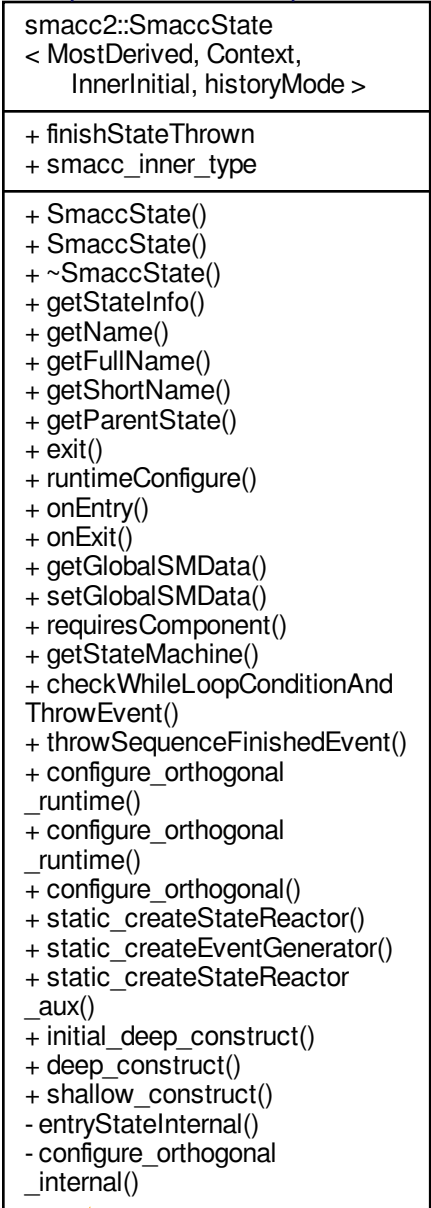 smacc2::SmaccState
< MostDerived, Context,
InnerInitial, historyMode >
+ finishStateThrown
+ smacc_inner_type
+ SmaccState()
+ SmaccState()
+ ~SmaccState()
+ getStateInfo()
+ getName()
+ getFullName()
+ getShortName()
+ getParentState()
+ exit()
+ runtimeConfigure()
+ onEntry()
+ onExit()
+ getGlobalSMData()
+ setGlobalSMData()
+ requiresComponent()
+ getStateMachine()
+ checkWhileLoopConditionAnd
ThrowEvent()
+ throwSequenceFinishedEvent()
+ configure_orthogonal
_runtime()
+ configure_orthogonal
_runtime()
+ configure_orthogonal()
+ static_createStateReactor()
+ static_createEventGenerator()
+ static_createStateReactor
_aux()
+ initial_deep_construct()
+ deep_construct()
+ shallow_construct()
- entryStateInternal()
- configure_orthogonal
_internal()